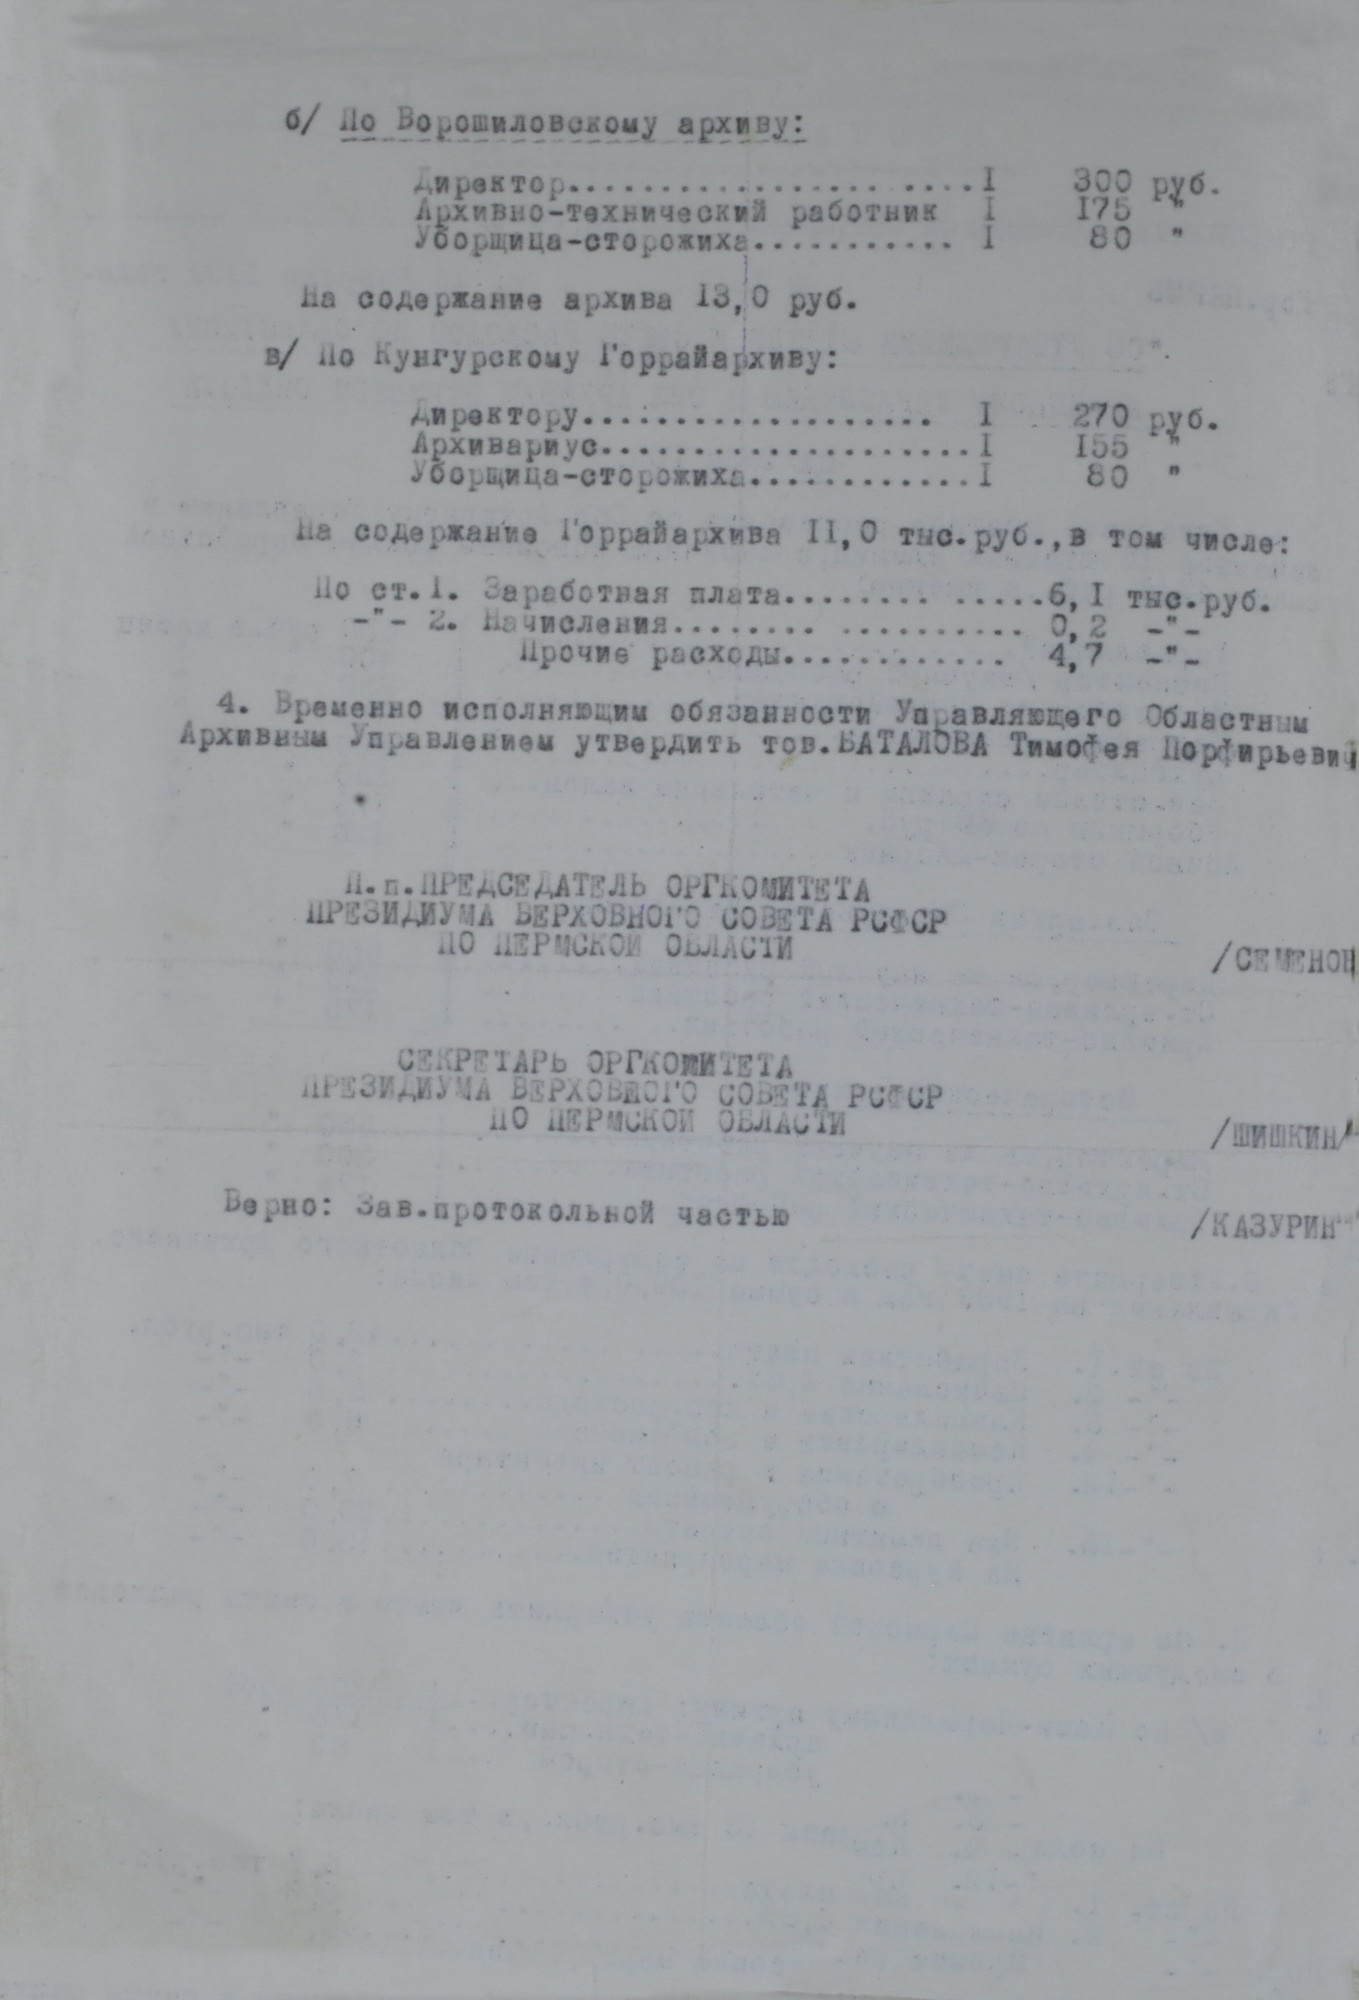 б/ По Ворошиловскому архиву:
Директор..................... ....I 300 руб.
Архивно-технический работник I 175 "
Уборщица-сторожиха........... I 80 "
На содержание архива 13,0 руб.
в/ По Кунгурскому Горрайархиву:
Директору................... I 270 руб.
Архивариус....................I 155 "
Уборщица-сторожиха............I 80 "
На содержание Горрайархива II,0 тыс.руб.,в том числе:
По ст.1. Заработная плата........ .....6,I тыс.руб.
-"- 2. Начисления........ .......... 0,2 -"-
Прочие расходы............ 4,7 -"-
4. Временно исполняющим обязанности Управляющего Областным
Архивным Управлением утвердить тов.БАТАЛОВА Тимофея Порфирьевич
П.п.ПРЕДСЕДАТЕЛЬ ОРГКОМИТЕТА
ПРЕЗИДИУМА ВЕРХОВНОГО СОВЕТА РСФСР
ПО ПЕРМСКОЙ ОБЛАСТИ
/СЕМЕНОВ
СЕКРЕТАРЬ ОРГКОМИТЕТА
ПРЕЗИДИУМА ВЕРХОВНОГО СОВЕТА РСФСР
ПО ПЕРМСКОЙ ОБЛАСТИ
/ШИШКИН/
Верно: Зав.протокольной частью
/КАЗУРИН